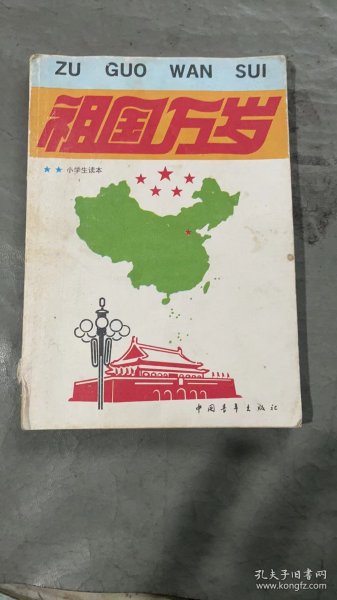 ZU GUO WAN SUI
祖国万岁
★★小学生读本
中国青年出版社
孔夫子旧书网
www.kongfz.com